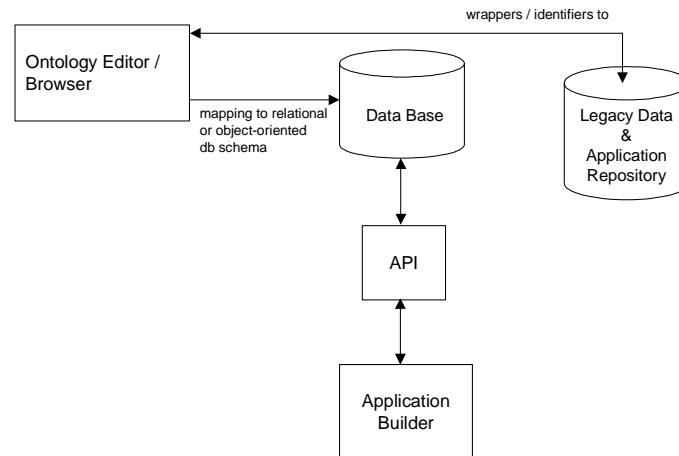 wrappers / identifiers to
Ontology Editor /
Browser
mapping to relational
or object-oriented
db schema
Data Base
Legacy Data
&
Application
Repository
API
Application
Builder